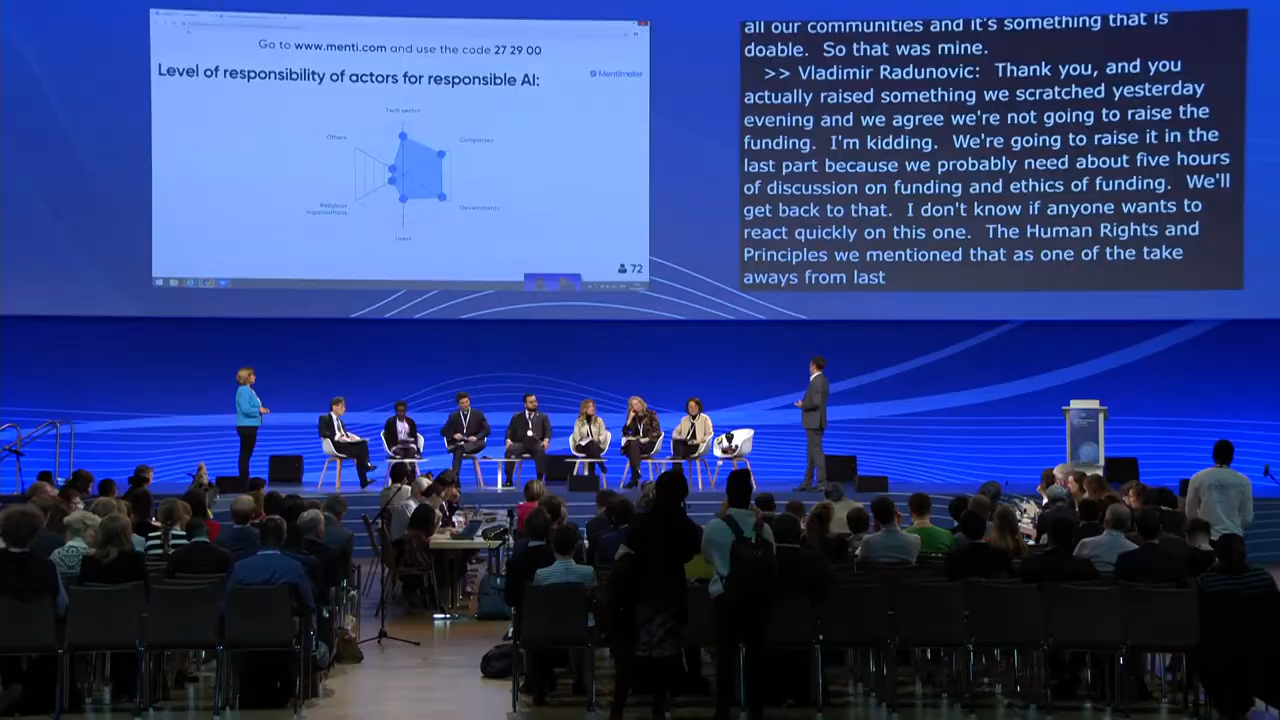 Go to www.menti.com and use the code 27 29 00
Level of responsibility of actors for responsible AI:
Mentimeter
Tech sector
Others
Companies
Religious
organisations
Governments
Users
72
all our communities and it's something that is
doable. So that was mine.
>> Vladimir Radunovic: Thank you, and you
actually raised something we scratched yesterday
evening and we agree we're not going to raise the
funding. I'm kidding. We're going to raise it in the
last part because we probably need about five hours
of discussion on funding and ethics of funding. We'll
get back to that. I don't know if anyone wants to
react quickly on this one. The Human Rights and
Principles we mentioned that as one of the take
aways from last